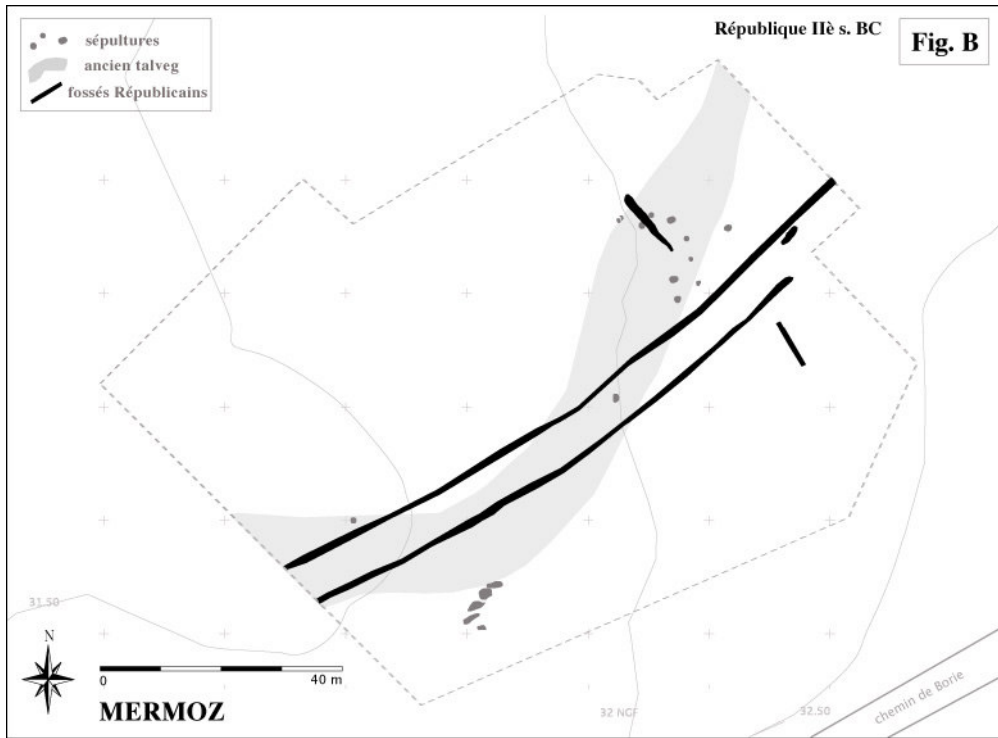 sépultures
ancien talveg
fossés Républicains
République IIè s. BC
Fig. B
31.50
N
0
40 m
MERMOZ
32 NGF
32.50
chemin de Borie